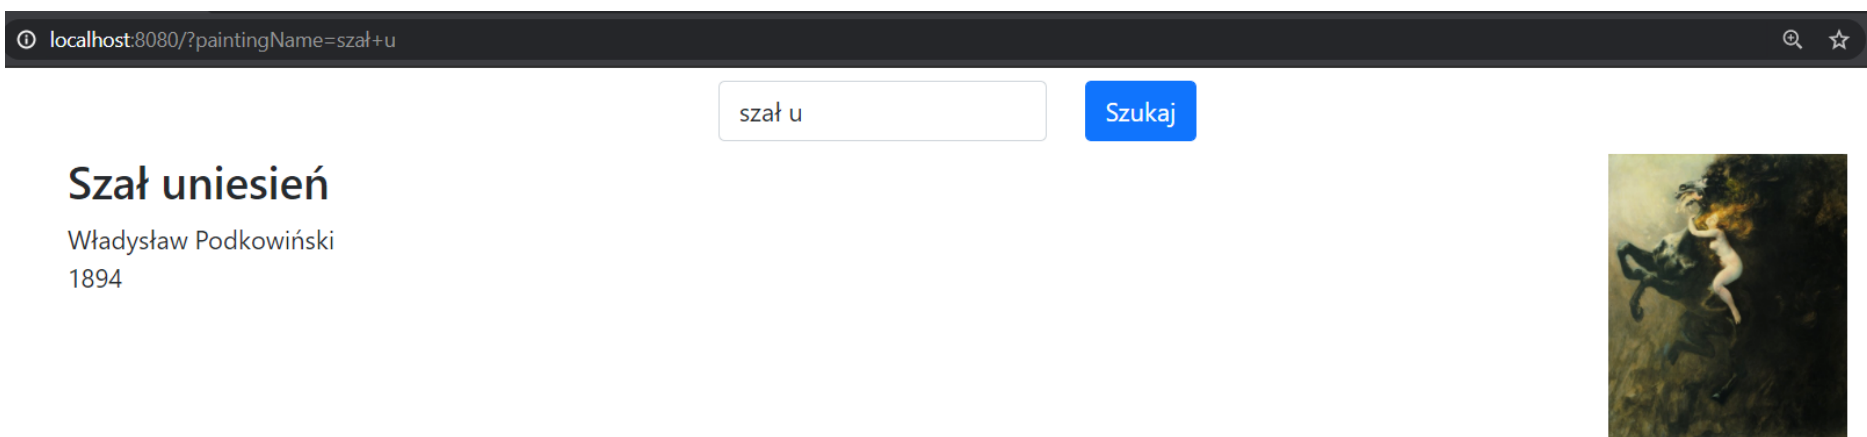 localhost:8080/?paintingName=szał+u
szał u
Szukaj
Szał uniesień
Władysław Podkowiński
1894